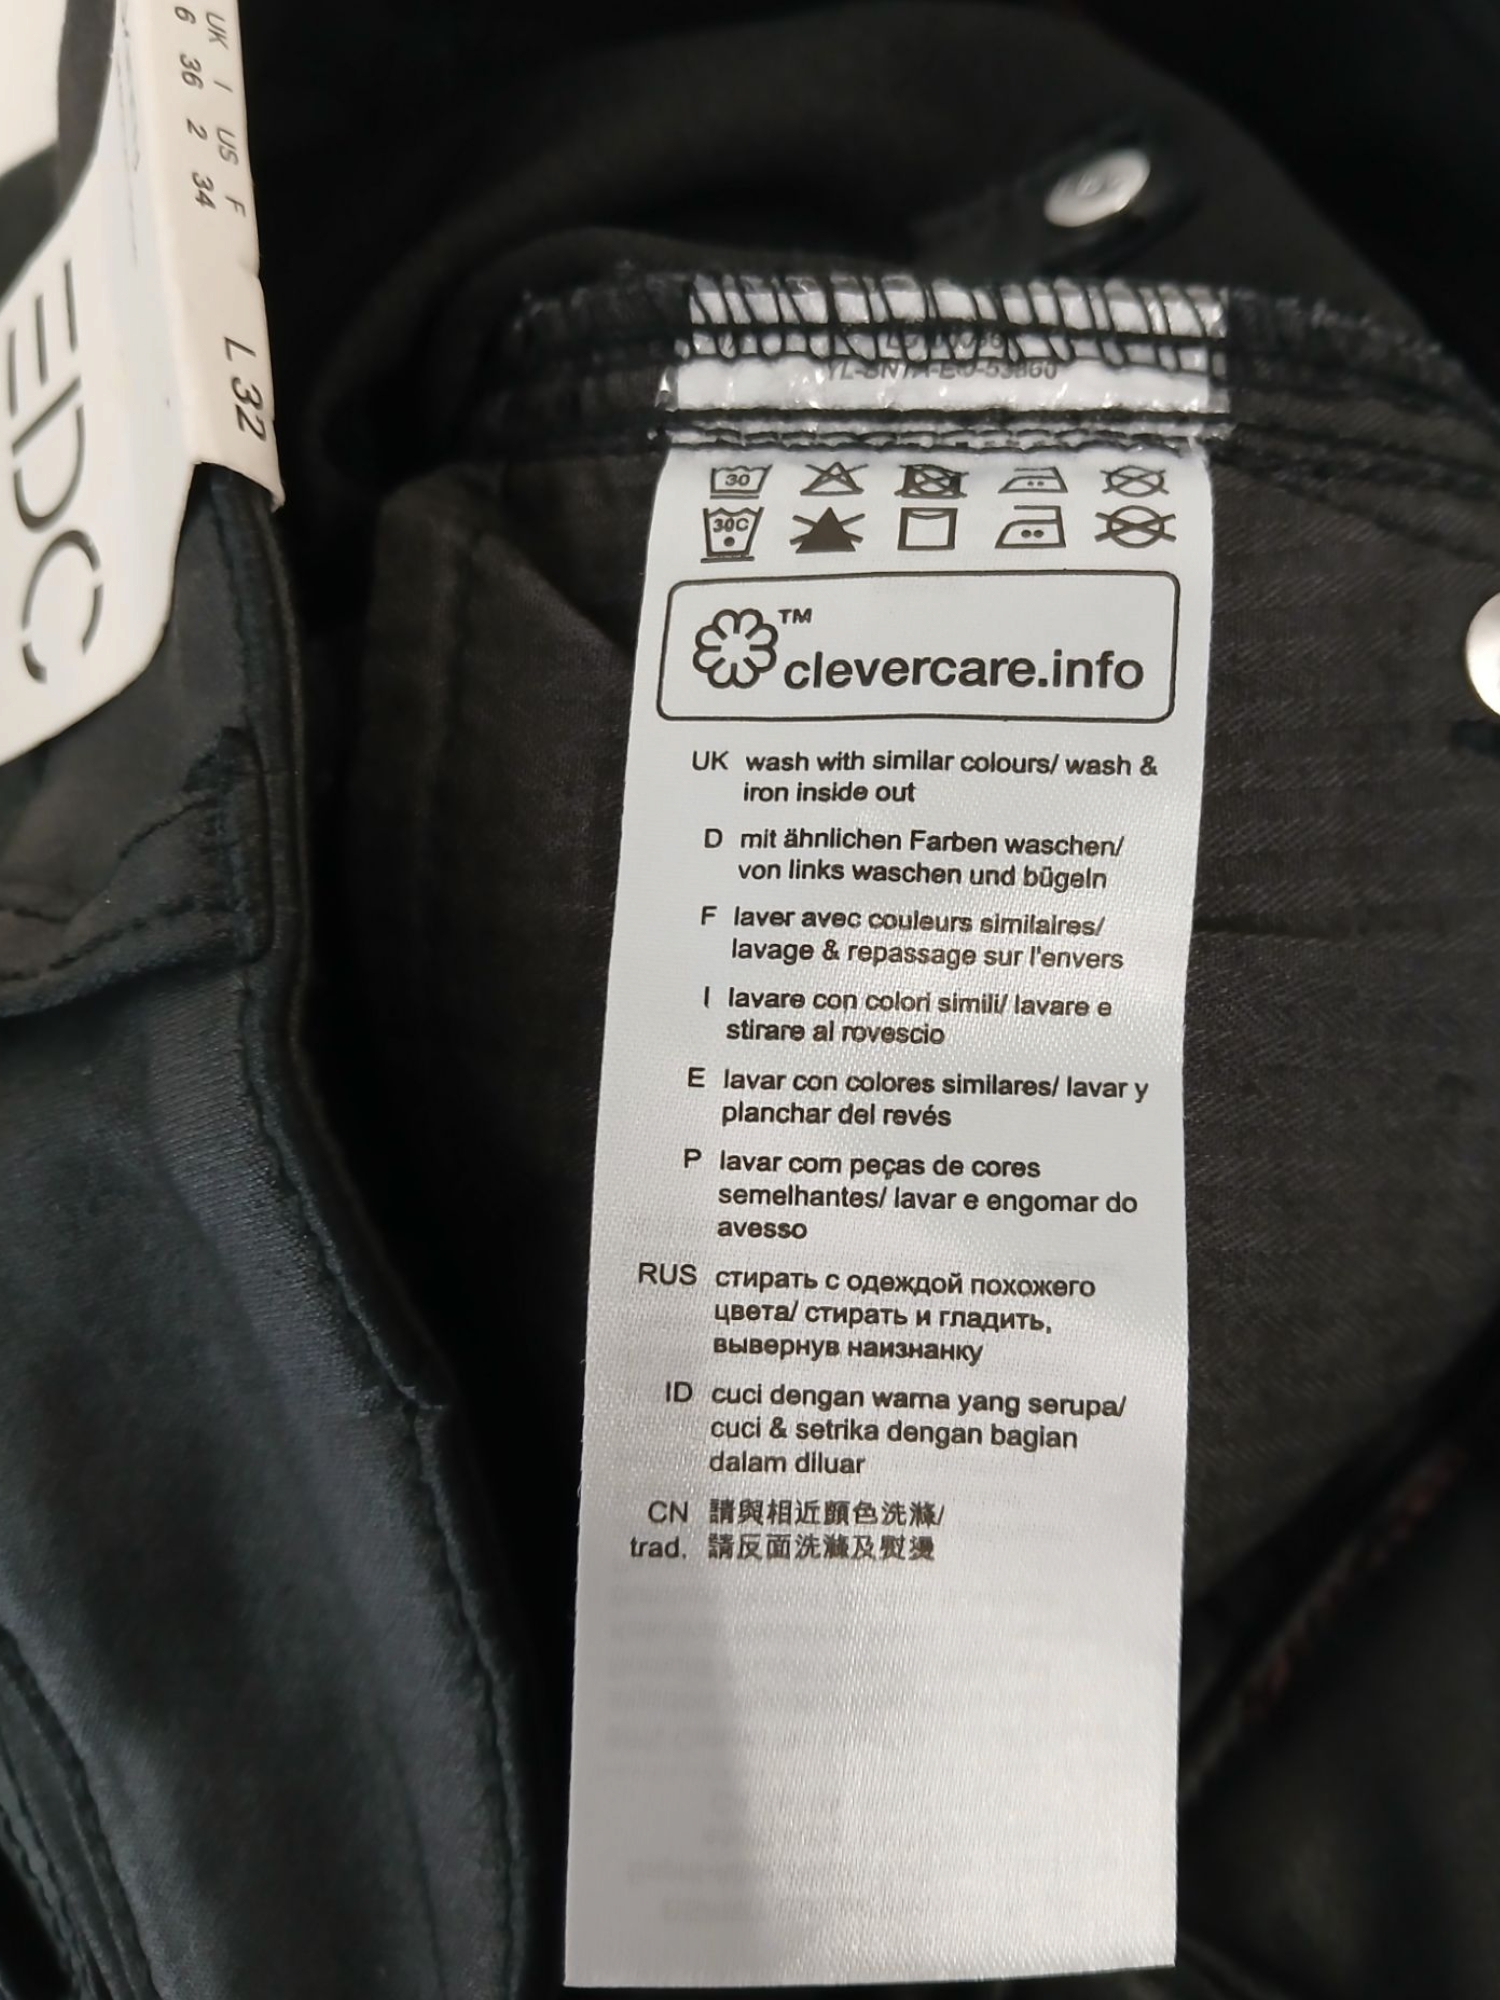 UK I US F
6 36 2 34
L 32
EDC
30
30C
TM
clevercare.info
UK wash with similar colours/ wash &
iron inside out
D mit ähnlichen Farben waschen/
von links waschen und bügeln
F laver avec couleurs similaires/
lavage & repassage sur l'envers
I lavare con colori simili/ lavare e
stirare al rovescio
E lavar con colores similares/ lavar y
planchar del revés
P lavar com peças de cores
semelhantes/ lavar e engomar do
avesso
RUS стирать с одеждой похожего
цвета/ стирать и гладить,
вывернув наизнанку
ID cuci dengan warna yang serupa/
cuci & setrika dengan bagian
dalam diluar
CN 請與相近顏色洗滌/
trad. 請反面洗滌及熨燙